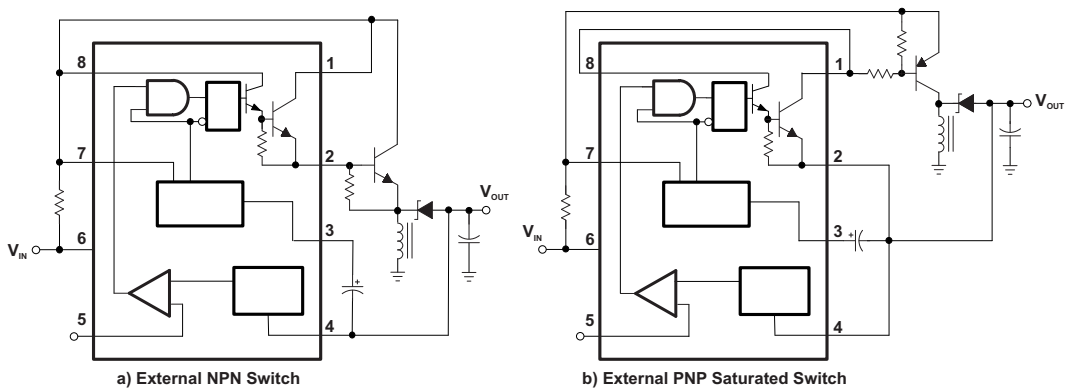 8
1
7
2
V_OUT
3
V_IN
6
5
4
a) External NPN Switch
8
1
V_OUT
7
2
3
V_IN
6
5
4
b) External PNP Saturated Switch